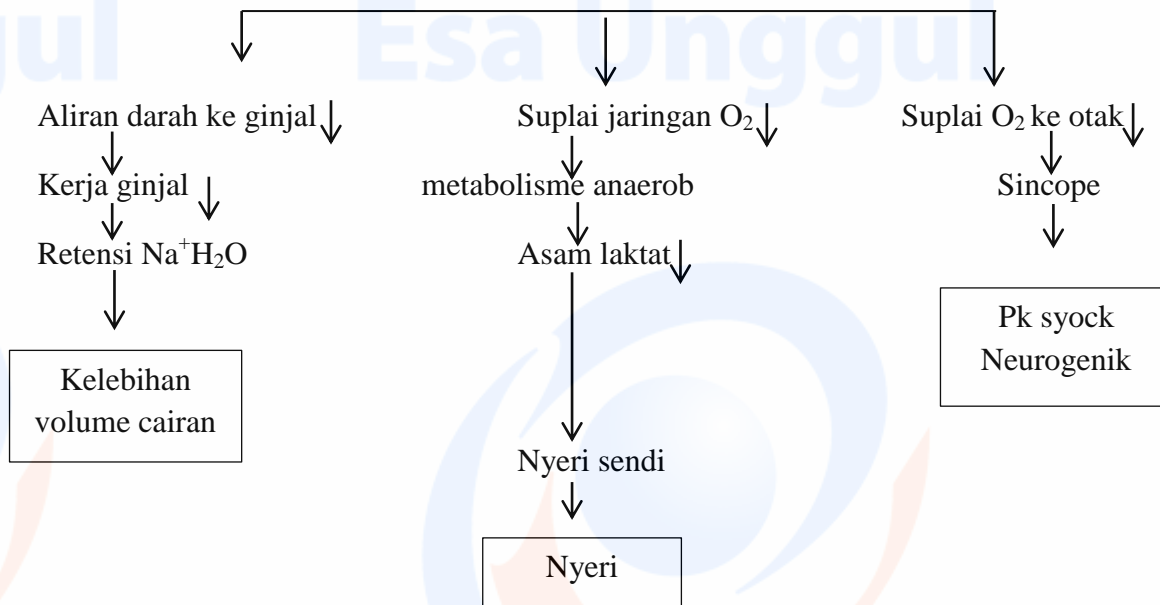 gul
Esa Unggul
Aliran darah ke ginjal
Kerja ginjal
Retensi Na⁺H₂O
Kelebihan
volume cairan
Suplai jaringan O₂
metabolisme anaerob
Asam laktat
Nyeri sendi
Nyeri
Suplai O₂ ke otak
Sincope
Pk syock
Neurogenik